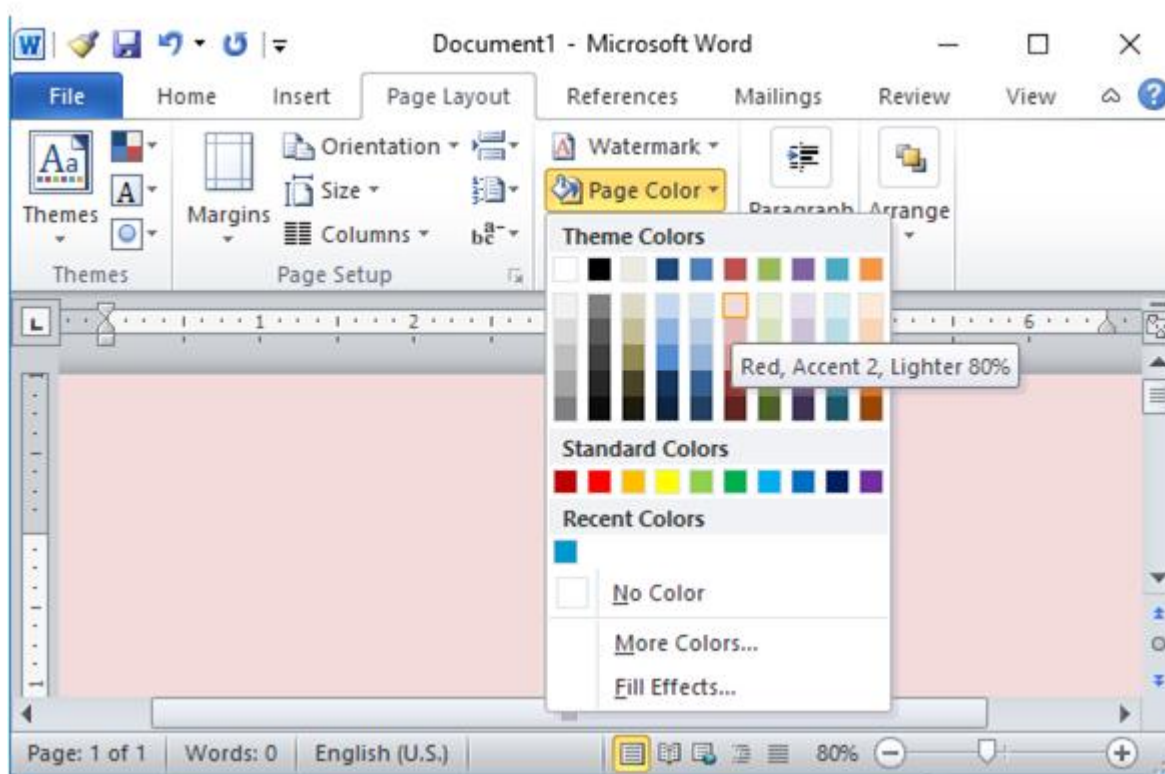 W Document1 - Microsoft Word
File Home Insert Page Layout References Mailings Review View ?
Aa Orientation Watermark
A Size Page Color
Themes Margins Columns Paragraph Arrange
Themes Page Setup
Theme Colors
1 2 6
Red, Accent 2, Lighter 80%
Standard Colors
Recent Colors
No Color
More Colors...
Fill Effects...
Page: 1 of 1 Words: 0 English (U.S.) 80%